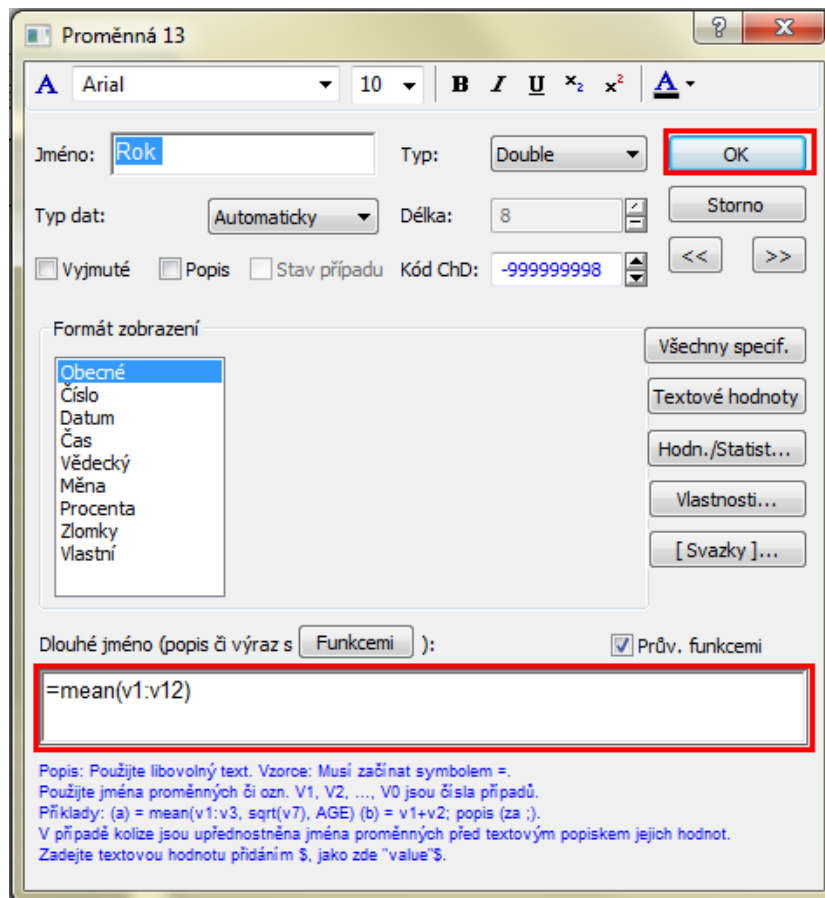 Proměnná 13
A Arial 10 B I U x₂ x² A
Jméno: Rok Typ: Double OK
Typ dat: Automaticky Délka: 8 Storno
Vyjmuté Popis Stav případu Kód ChD: -999999998 << >>
Formát zobrazení
Všechny specif.
Obecné
Číslo
Textové hodnoty
Datum
Čas
Hodn./Statist...
Vědecký
Měna
Vlastnosti...
Procenta
Zlomky
[ Svazky ]...
Vlastní
Dlouhé jméno (popis či výraz s Funkcemi ): Prův. funkcemi
=mean(v1:v12)
Popis: Použijte libovolný text. Vzorce: Musí začínat symbolem =.
Použijte jména proměnných či ozn. V1, V2, ..., V0 jsou čísla případů.
Příklady: (a) = mean(v1:v3, sqrt(v7), AGE) (b) = v1+v2; popis (za ;).
V případě kolize jsou upřednostněna jména proměnných před textovým popiskem jejich hodnot.
Zadejte textovou hodnotu přidáním $, jako zde "value"$.